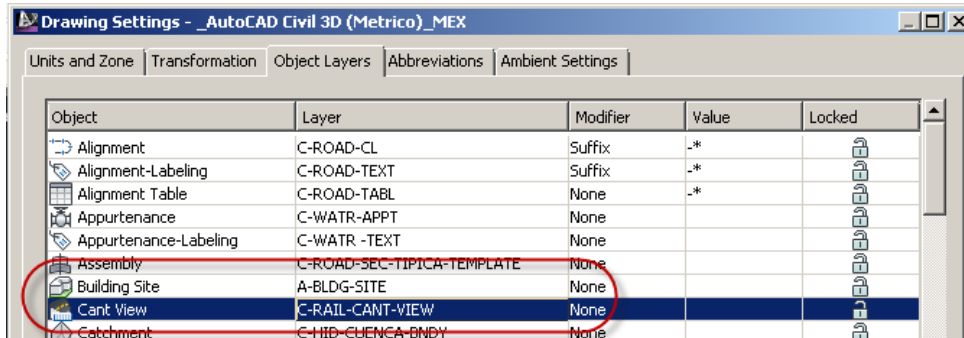 Drawing Settings - _AutoCAD Civil 3D (Metrico)_MEX
Units and Zone Transformation Object Layers Abbreviations Ambient Settings
Object Layer Modifier Value Locked
Alignment C-ROAD-CL Suffix -*
Alignment-Labeling C-ROAD-TEXT Suffix -*
Alignment Table C-ROAD-TABL None -*
Appurtenance C-WATR-APPT None
Appurtenance-Labeling C-WATR -TEXT None
Assembly C-ROAD-SEC-TIPICA-TEMPLATE None
Building Site A-BLDG-SITE None
Cant View C-RAIL-CANT-VIEW None
Catchment C-HID-CUENCA-BNDY None